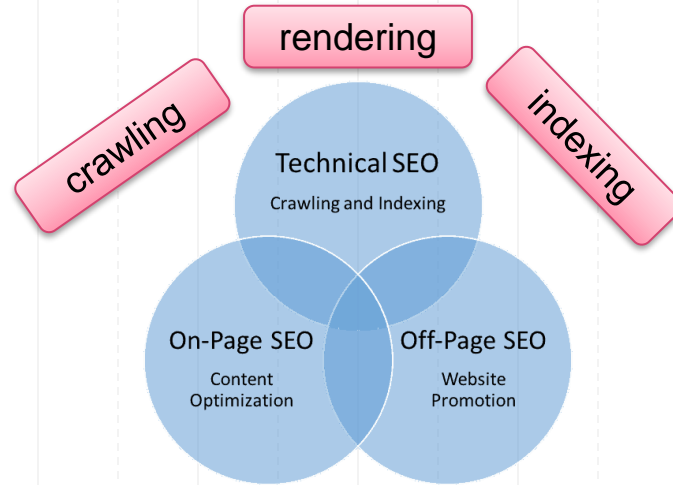 crawling
rendering
indexing
Technical SEO
Crawling and Indexing
On-Page SEO
Content
Optimization
Off-Page SEO
Website
Promotion